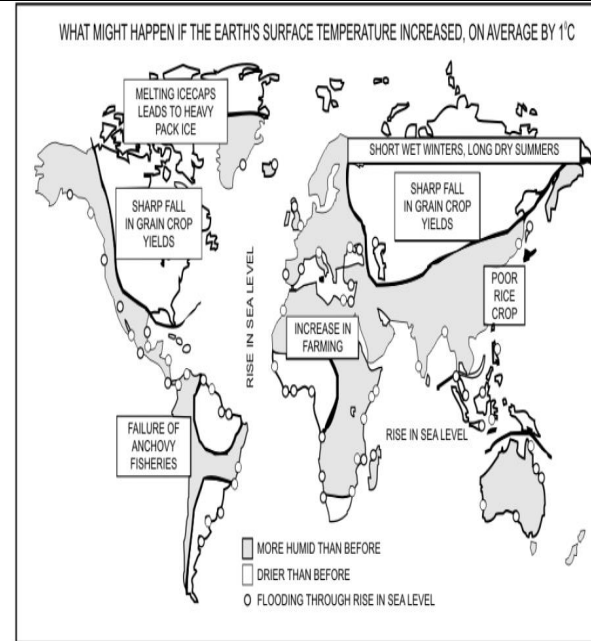 WHAT MIGHT HAPPEN IF THE EARTH'S SURFACE TEMPERATURE INCREASED, ON AVERAGE BY 1°C
MELTING ICECAPS
LEADS TO HEAVY
PACK ICE
SHORT WET WINTERS, LONG DRY SUMMERS
SHARP FALL
IN GRAIN CROP
YIELDS
SHARP FALL
IN GRAIN CROP
YIELDS
RISE IN SEA LEVEL
POOR
RICE
CROP
INCREASE IN
FARMING
FAILURE OF
ANCHOVY
FISHERIES
RISE IN SEA LEVEL
MORE HUMID THAN BEFORE
DRIER THAN BEFORE
FLOODING THROUGH RISE IN SEA LEVEL